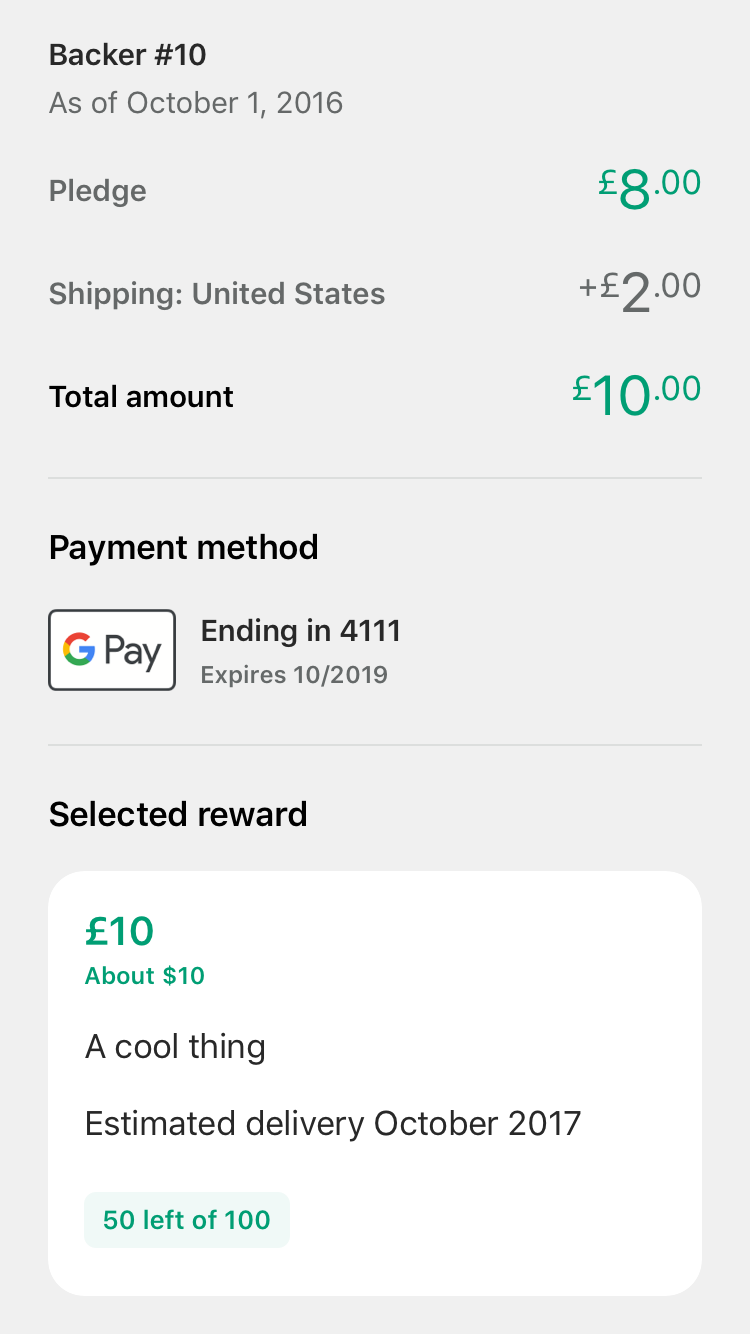 Backer #10
As of October 1, 2016
Pledge £8.00
Shipping: United States +£2.00
Total amount £10.00
Payment method
G Pay Ending in 4111
Expires 10/2019
Selected reward
£10
About $10
A cool thing
Estimated delivery October 2017
50 left of 100